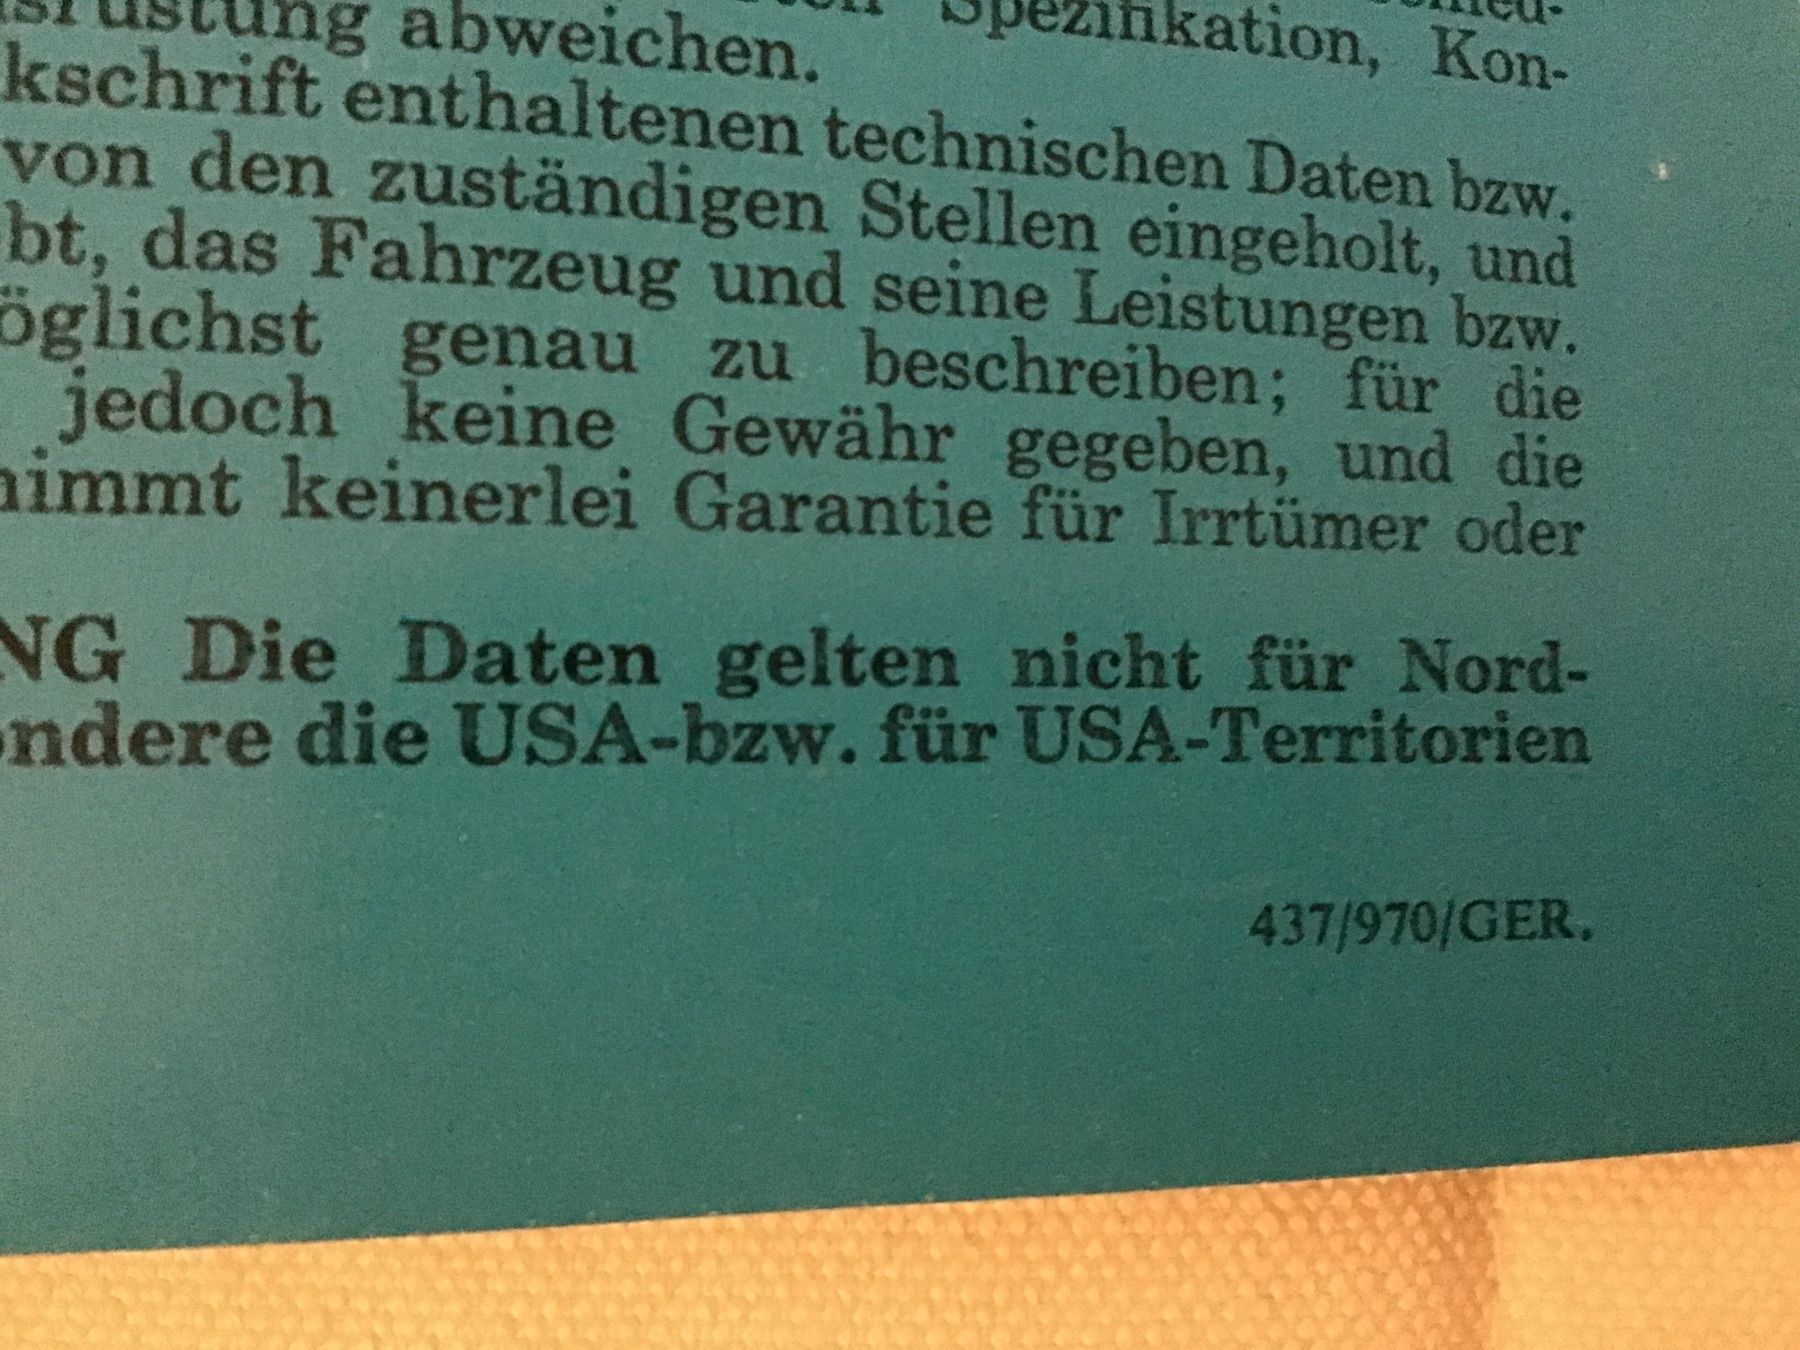 abweichen. Spezifikation, Kon-
kschrift enthaltenen technischen Daten bzw.
von den zuständigen Stellen eingeholt, und
bt, das Fahrzeug und seine Leistungen bzw.
öglichst genau zu beschreiben; für die
jedoch keine Gewähr gegeben, und die
nimmt keinerlei Garantie für Irrtümer oder
NG Die Daten gelten nicht für Nord-
ondere die USA-bzw. für USA-Territorien
437/970/GER.